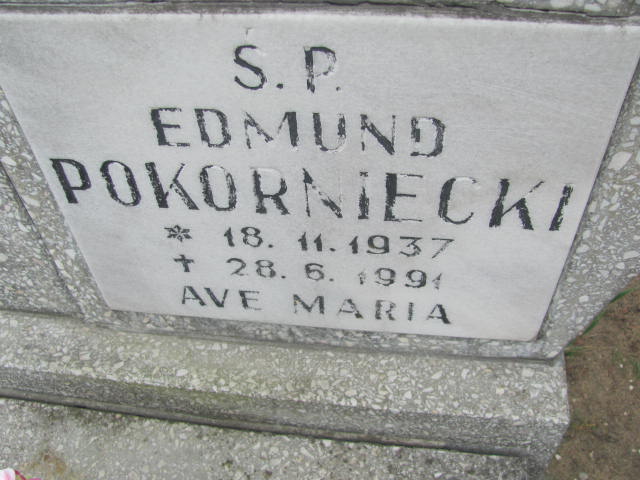 Ś.P.
EDMUND
POKORNIECKI
* 18.11.1937
✝ 28.6.1991
AVE MARIA